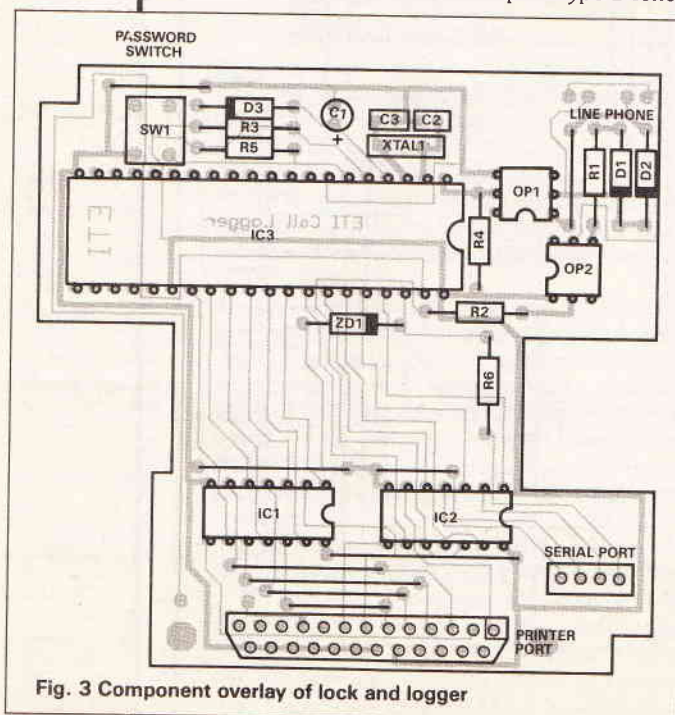 PASSWORD
SWITCH
SW1
D3
R3
R5
C1
+
C3
C2
XTAL1
LINE PHONE
R1
D1
D2
OP1
OP2
R4
ETI
ETI Call Logger
IC3
ZD1
R2
R6
IC1
IC2
SERIAL PORT
PRINTER
PORT
Fig. 3 Component overlay of lock and logger